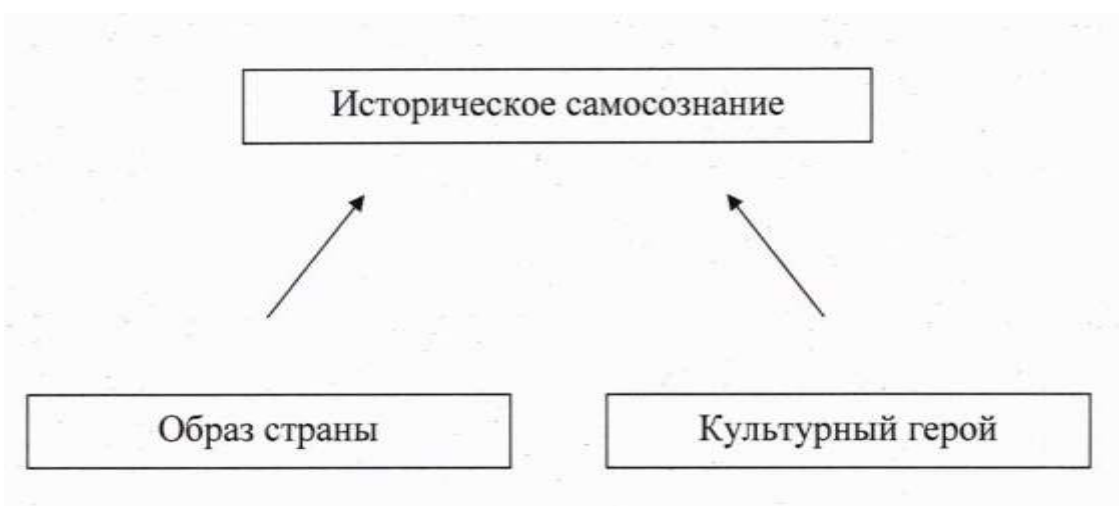 Историческое самосознание
Образ страны
Культурный герой